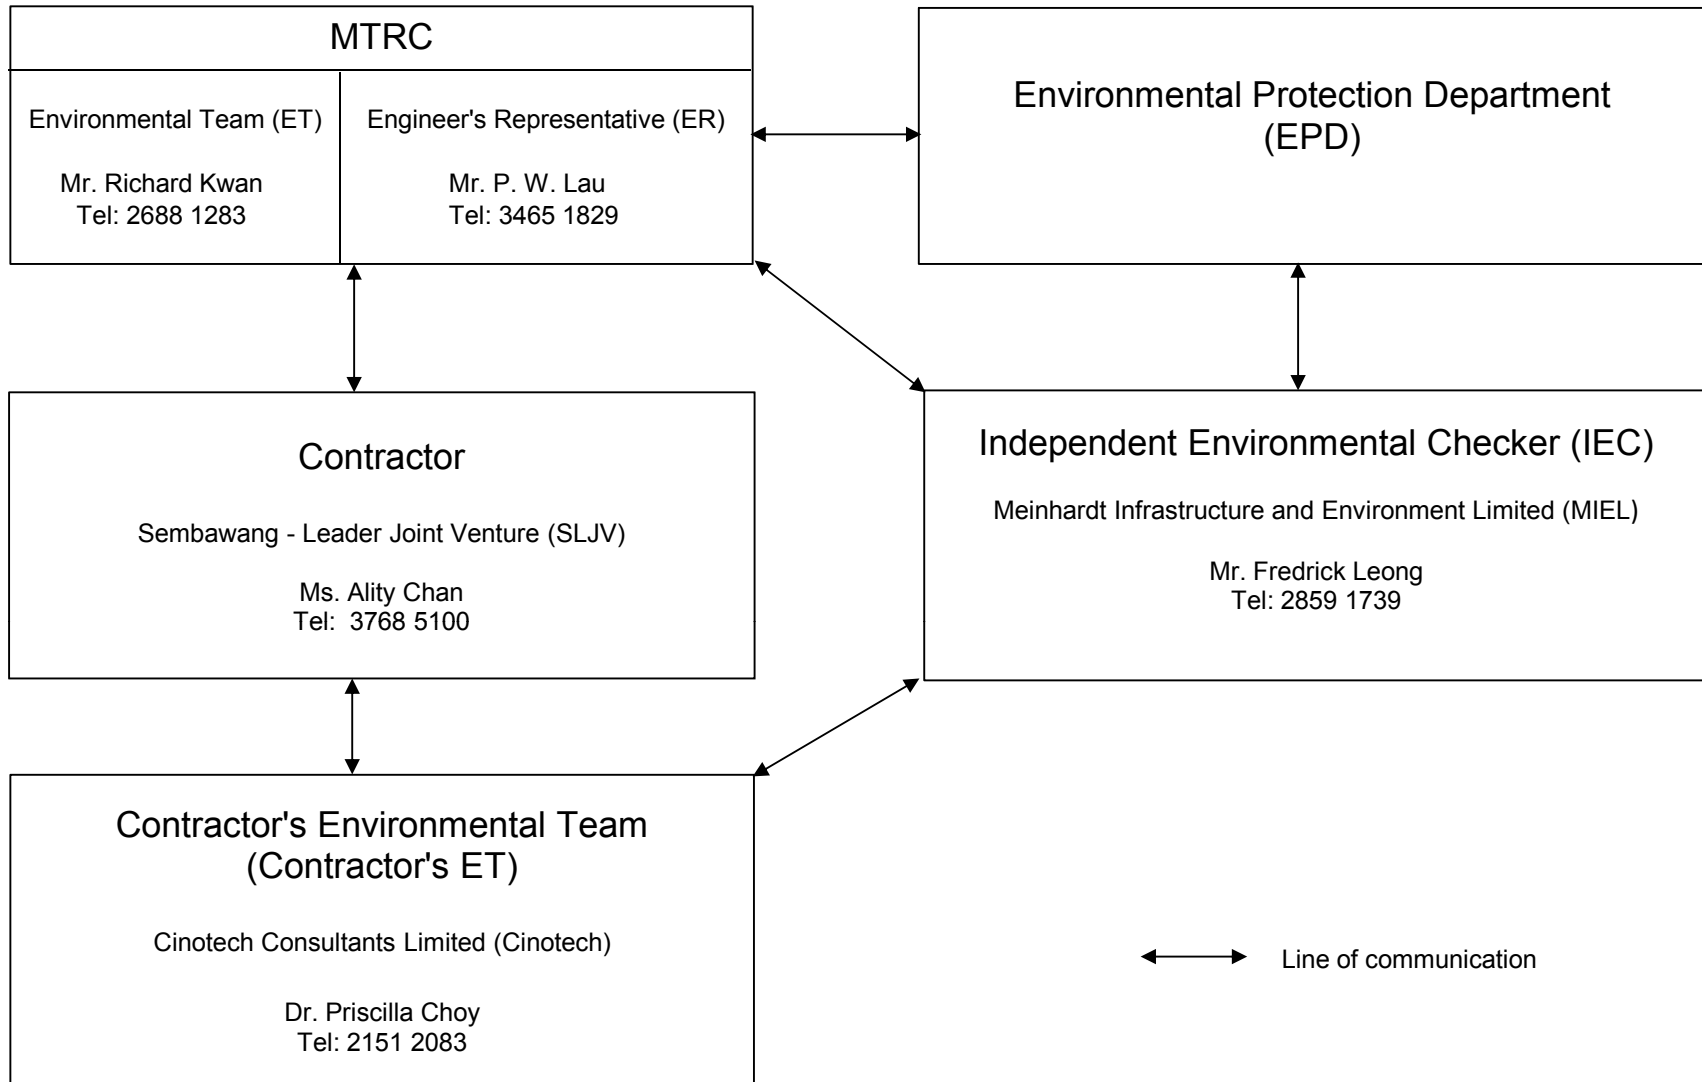 MTRC
Environmental Team (ET)
Mr. Richard Kwan
Tel: 2688 1283
Engineer's Representative (ER)
Mr. P. W. Lau
Tel: 3465 1829
Environmental Protection Department
(EPD)
Contractor
Sembawang - Leader Joint Venture (SLJV)
Ms. Ality Chan
Tel:  3768 5100
Independent Environmental Checker (IEC)
Meinhardt Infrastructure and Environment Limited (MIEL)
Mr. Fredrick Leong
Tel: 2859 1739
Contractor's Environmental Team
(Contractor's ET)
Cinotech Consultants Limited (Cinotech)
Dr. Priscilla Choy
Tel: 2151 2083
Line of communication